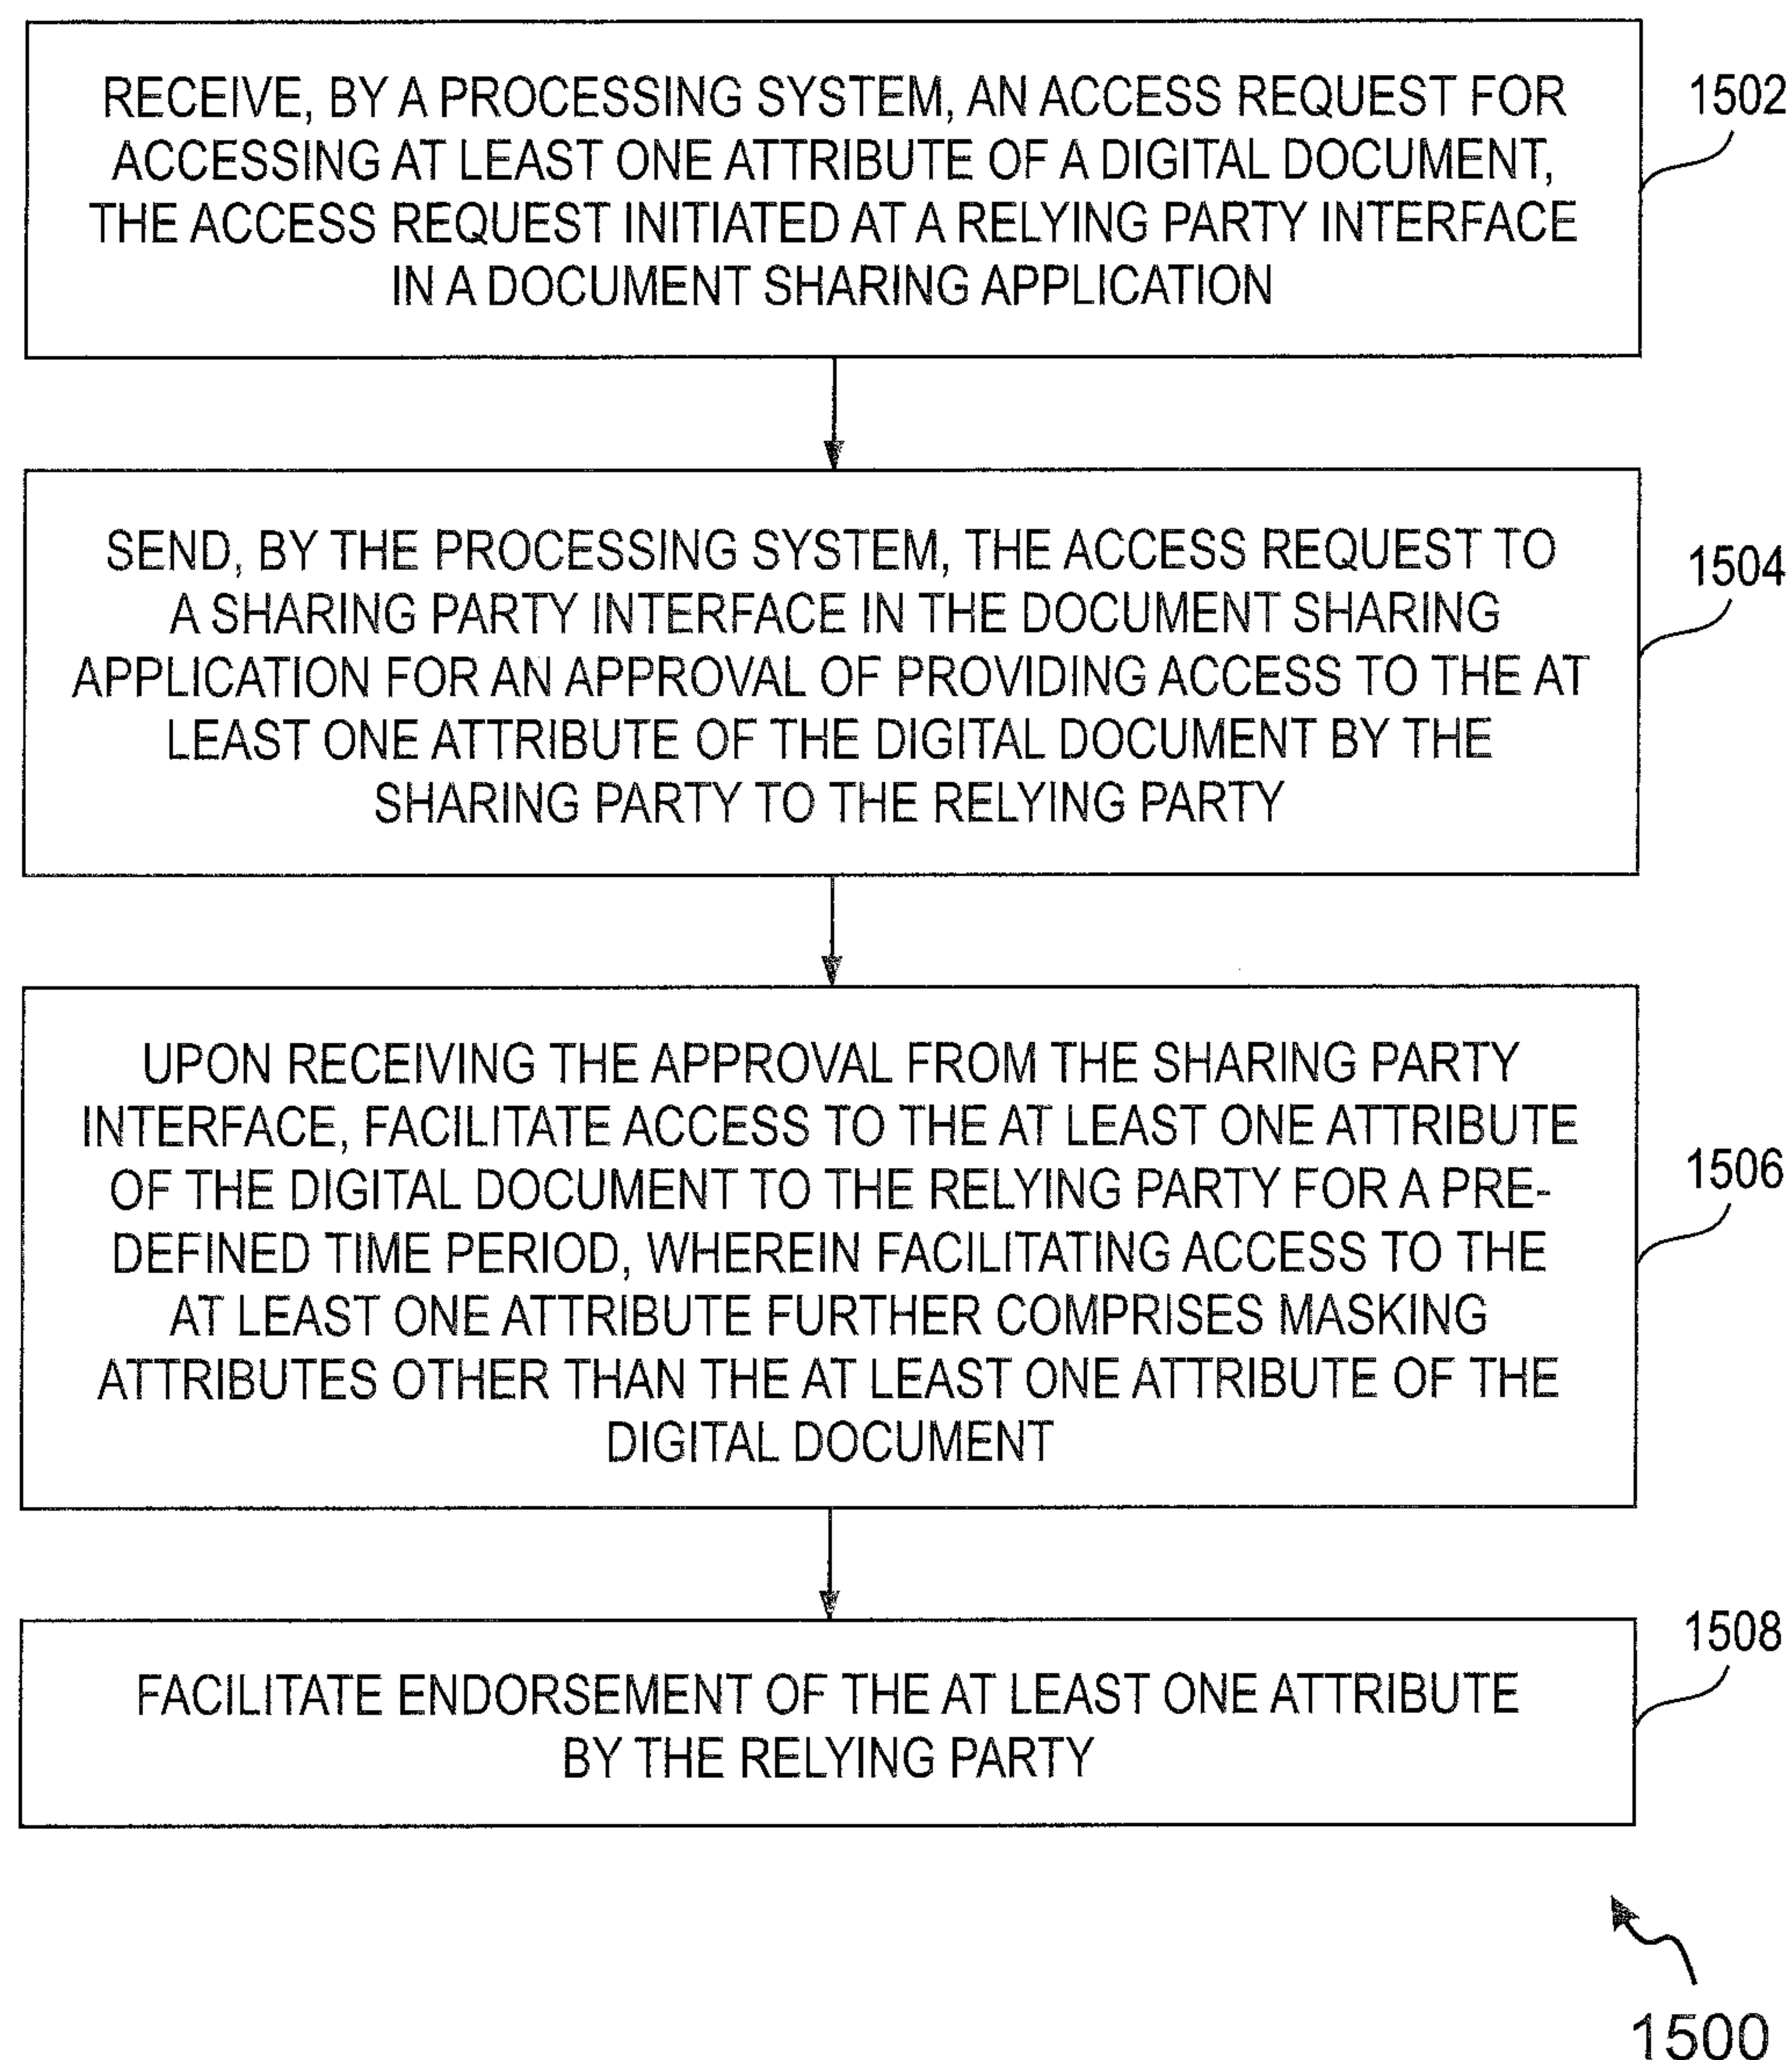 RECEIVE, BY A PROCESSING SYSTEM, AN ACCESS REQUEST FOR
ACCESSING AT LEAST ONE ATTRIBUTE OF A DIGITAL DOCUMENT,
THE ACCESS REQUEST INITIATED AT A RELYING PARTY INTERFACE
IN A DOCUMENT SHARING APPLICATION
1502
SEND, BY THE PROCESSING SYSTEM, THE ACCESS REQUEST TO
A SHARING PARTY INTERFACE IN THE DOCUMENT SHARING
APPLICATION FOR AN APPROVAL OF PROVIDING ACCESS TO THE AT
LEAST ONE ATTRIBUTE OF THE DIGITAL DOCUMENT BY THE
SHARING PARTY TO THE RELYING PARTY
1504
UPON RECEIVING THE APPROVAL FROM THE SHARING PARTY
INTERFACE, FACILITATE ACCESS TO THE AT LEAST ONE ATTRIBUTE
OF THE DIGITAL DOCUMENT TO THE RELYING PARTY FOR A PRE-
DEFINED TIME PERIOD, WHEREIN FACILITATING ACCESS TO THE
AT LEAST ONE ATTRIBUTE FURTHER COMPRISES MASKING
ATTRIBUTES OTHER THAN THE AT LEAST ONE ATTRIBUTE OF THE
DIGITAL DOCUMENT
1506
FACILITATE ENDORSEMENT OF THE AT LEAST ONE ATTRIBUTE
BY THE RELYING PARTY
1508
1500